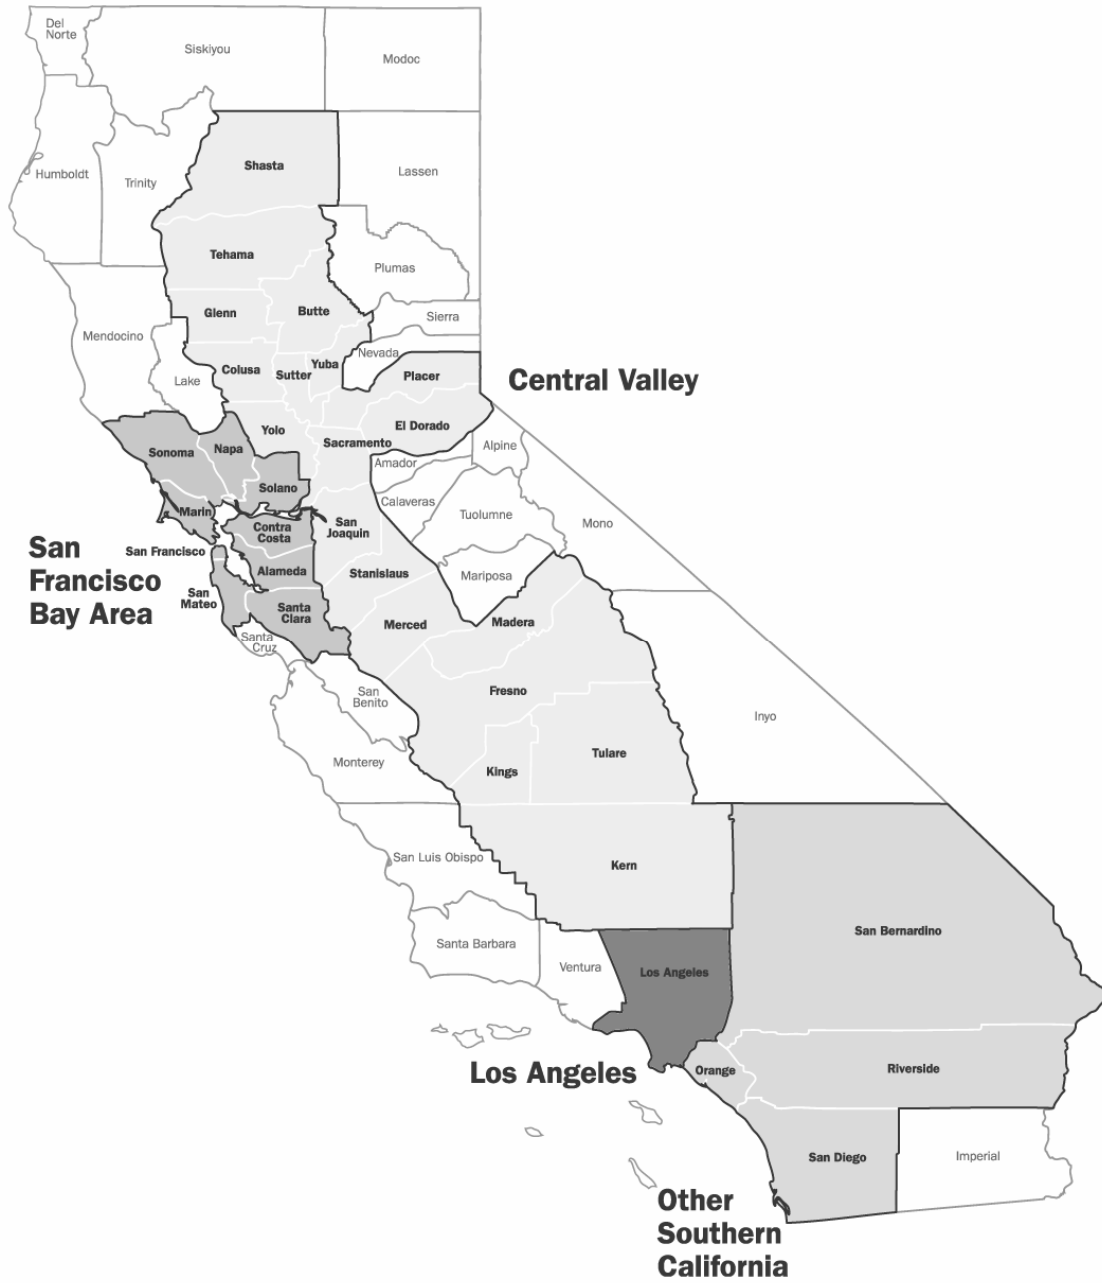 Del
Norte
Siskiyou
Modoc
Shasta
Lassen
Humboldt
Trinity
Tehama
Plumas
Glenn
Butte
Sierra
Mendocino
Nevada
Colusa
Yuba
Sutter
Placer
Lake
Central Valley
El Dorado
Yolo
Sacramento
Sonoma
Napa
Alpine
Amador
Solano
Calaveras
Marin
Tuolumne
Mono
Contra
Costa
San
Joaquin
San Francisco
San
Francisco
Bay Area
Alameda
Stanislaus
Mariposa
San
Mateo
Santa
Clara
Merced
Madera
Santa
Cruz
San
Benito
Fresno
Inyo
Monterey
Kings
Tulare
San Luis Obispo
Kern
San Bernardino
Santa Barbara
Ventura
Los Angeles
Los Angeles
Orange
Riverside
San Diego
Imperial
Other
Southern
California